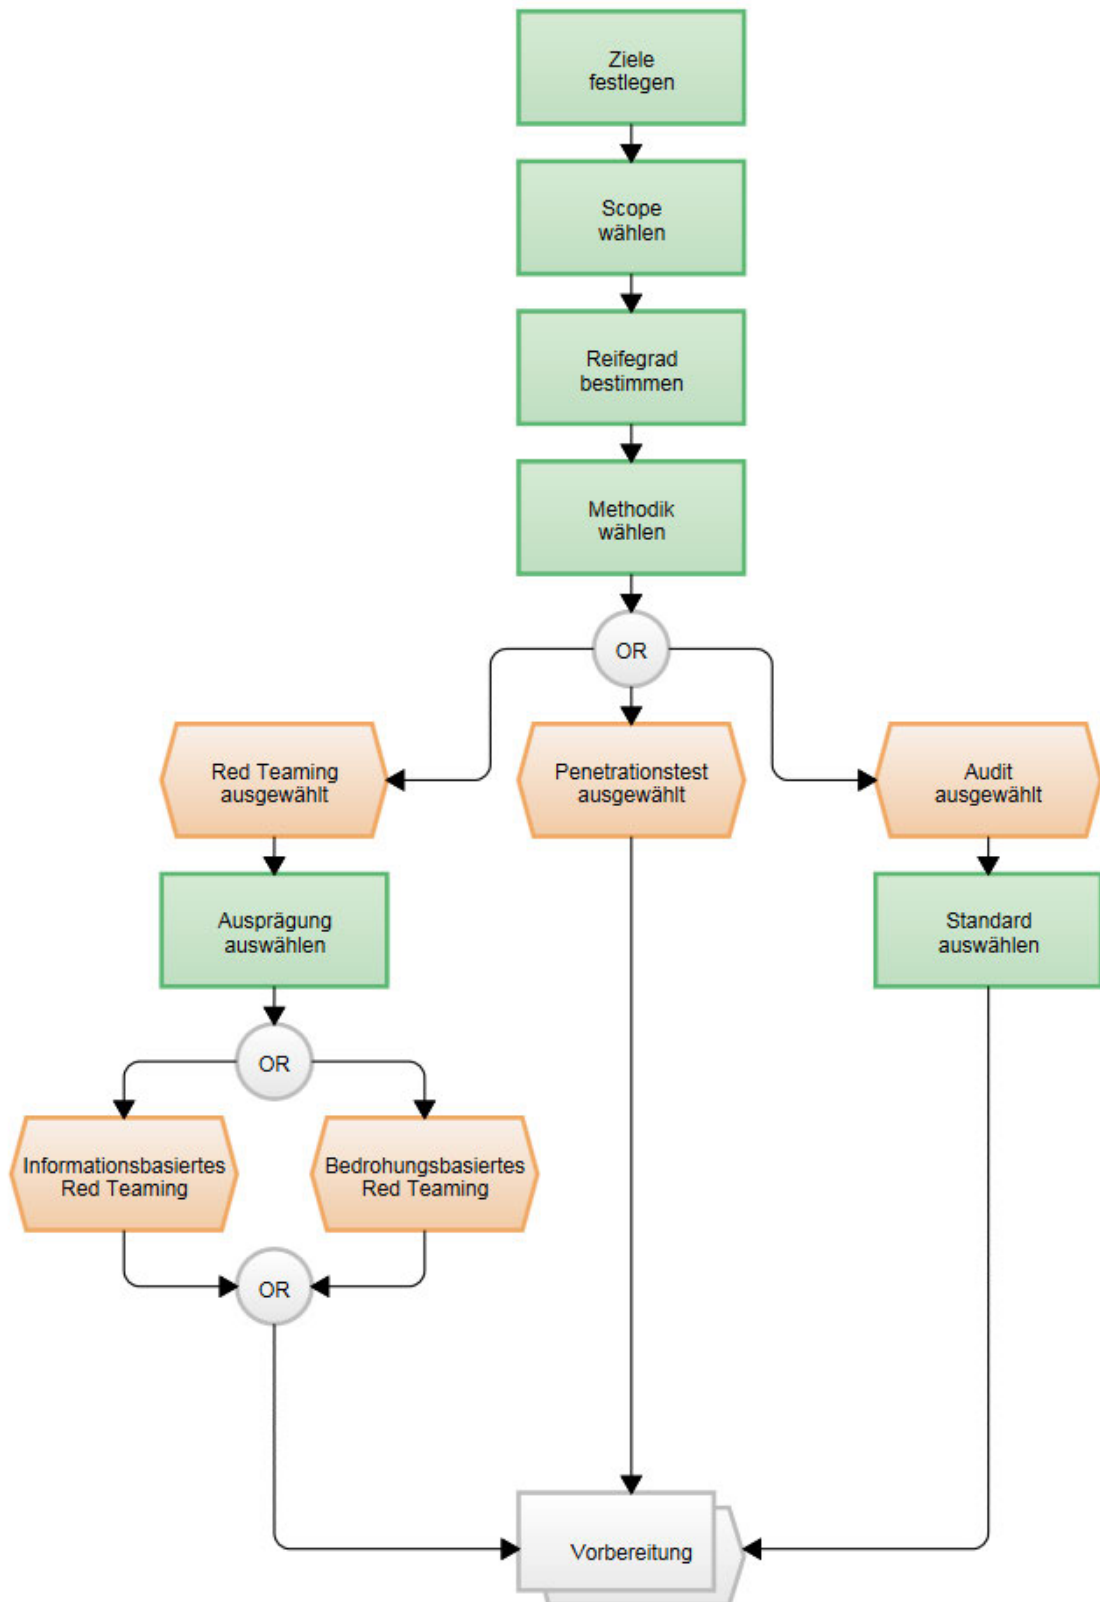 Ziele
festlegen
Scope
wählen
Reifegrad
bestimmen
Methodik
wählen
OR
Red Teaming
ausgewählt
Penetrationstest
ausgewählt
Audit
ausgewählt
Ausprägung
auswählen
Standard
auswählen
OR
Informationsbasiertes
Red Teaming
Bedrohungsbasiertes
Red Teaming
OR
Vorbereitung